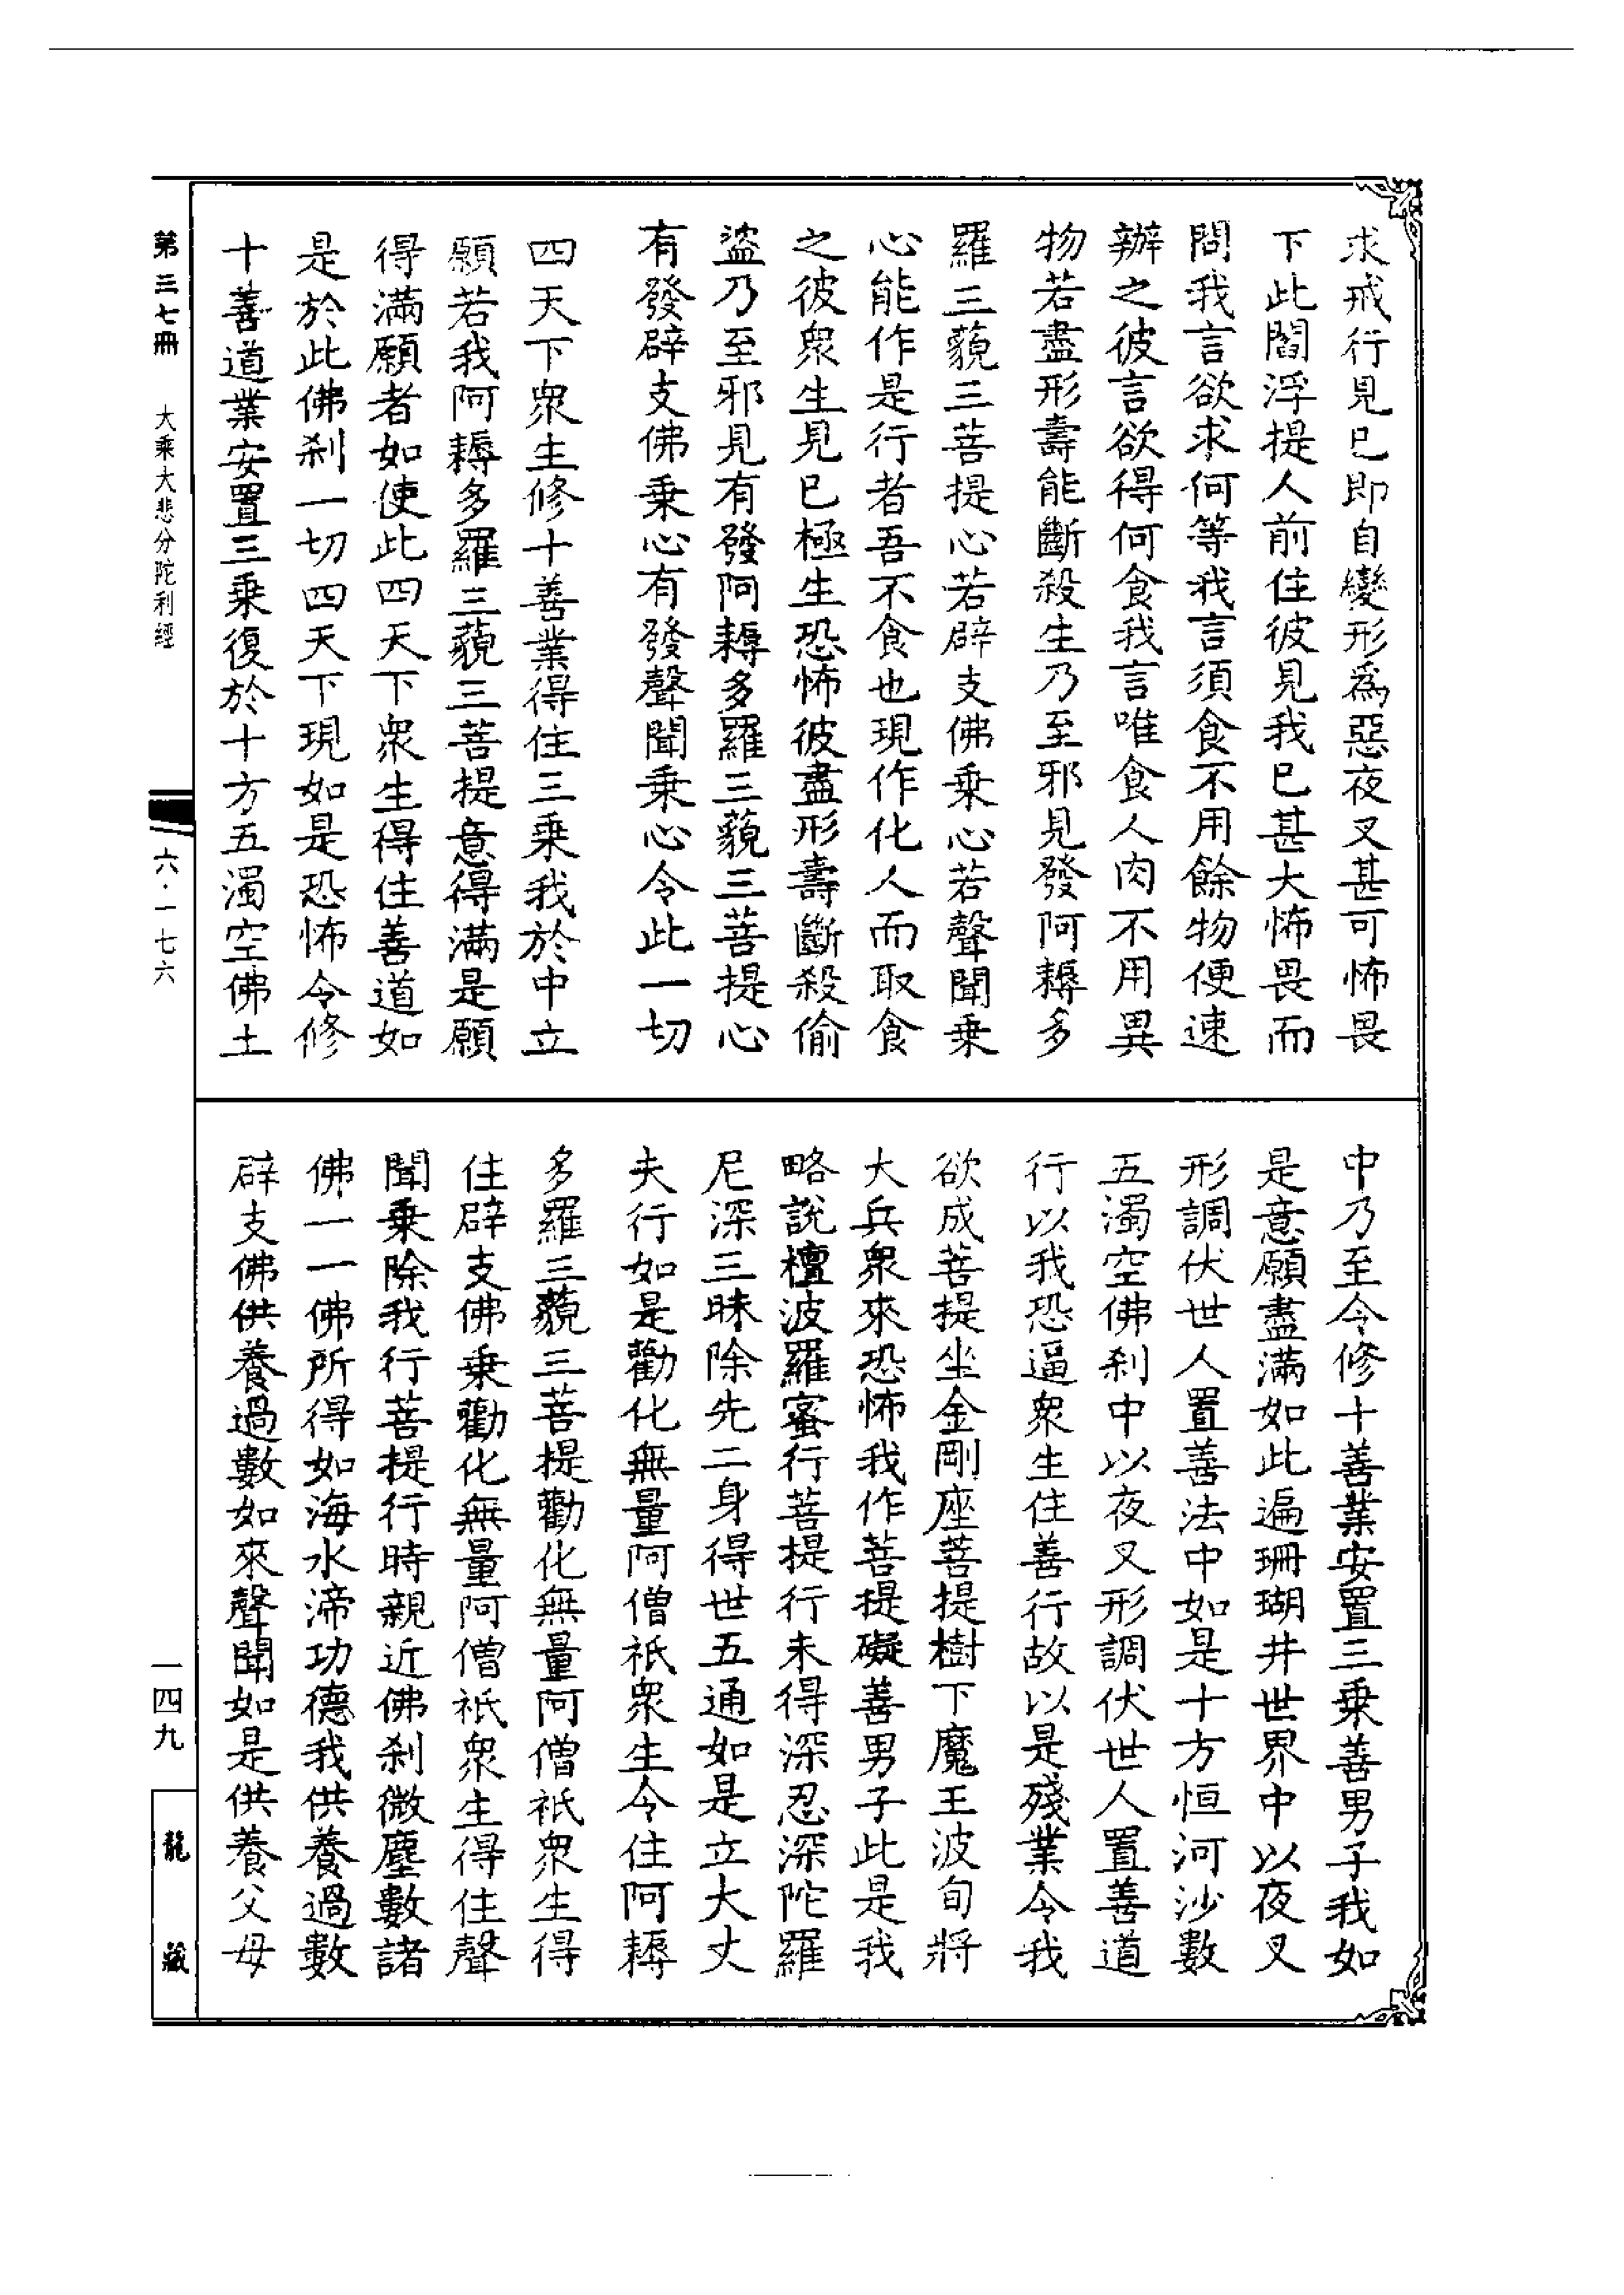 求戒行見已即自變形為惡夜叉甚可怖畏
下此閻浮提人前住彼見我已甚大怖畏而
問我言欲求何等我言須食不用餘物便速
辦之彼言欲得何食我言唯食人肉不用異
物若盡形壽能斷殺生乃至邪見發阿耨多
羅三藐三菩提心若辟支佛乘心若聲聞乘
心能作是行者吾不食也現作化人而取食
之彼眾生見已極生恐怖彼盡形壽斷殺偷
盜乃至邪見有發阿耨多羅三藐三菩提心
有發辟支佛乘心有發聲聞乘心令此一切
四天下眾生修十善業得住三乘我於中立
願若我阿耨多羅三藐三菩提意得滿是願
得滿願者如使此四天下眾生得住善道如
是於此佛剎一切四天下現如是恐怖令修
十善道業安置三乘復於十方五濁空佛土
中乃至令修十善業安置三乘善男子我如
是意願盡滿如此遍珊瑚井世界中以夜叉
形調伏世人置善法中如是十方恒河沙數
五濁空佛剎中以夜叉形調伏世人置善道
行以我恐逼眾生住善行故以是殘業令我
欲成菩提坐金剛座菩提樹下魔王波旬將
大兵眾來恐怖我作菩提礙善男子此是我
略說檀波羅蜜行菩提行未得深忍深陀羅
尼深三昧除先二身得世五通如是立大丈
夫行如是勸化無量阿僧祇眾生令住阿耨
多羅三藐三菩提勸化無量阿僧祇眾生得
住辟支佛乘勸化無量阿僧祇眾生得住聲
聞乘除我行菩提行時親近佛剎微塵數諸
佛一一佛所得如海水渧功德我供養過數
辟支佛供養過數如來聲聞如是供養父母
第三七冊 大乘大悲分陀利經
六·一七六
一四九
龍藏